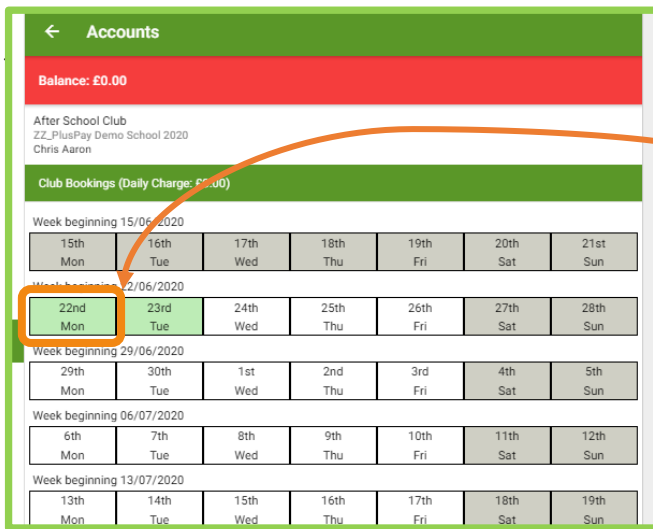 ← Accounts
Balance: £0.00
After School Club
ZZ_PlusPay Demo School 2020
Chris Aaron
Club Bookings (Daily Charge: .00)
Week beginning 15/06/2020
15th 16th 17th 18th 19th 20th 21st
Mon Tue Wed Thu Fri Sat Sun
Week beginning 22/06/2020
22nd 23rd 24th 25th 26th 27th 28th
Mon Tue Wed Thu Fri Sat Sun
Week beginning 29/06/2020
29th 30th 1st 2nd 3rd 4th 5th
Mon Tue Wed Thu Fri Sat Sun
Week beginning 06/07/2020
6th 7th 8th 9th 10th 11th 12th
Mon Tue Wed Thu Fri Sat Sun
Week beginning 13/07/2020
13th 14th 15th 16th 17th 18th 19th
Mon Tue Wed Thu Fri Sat Sun